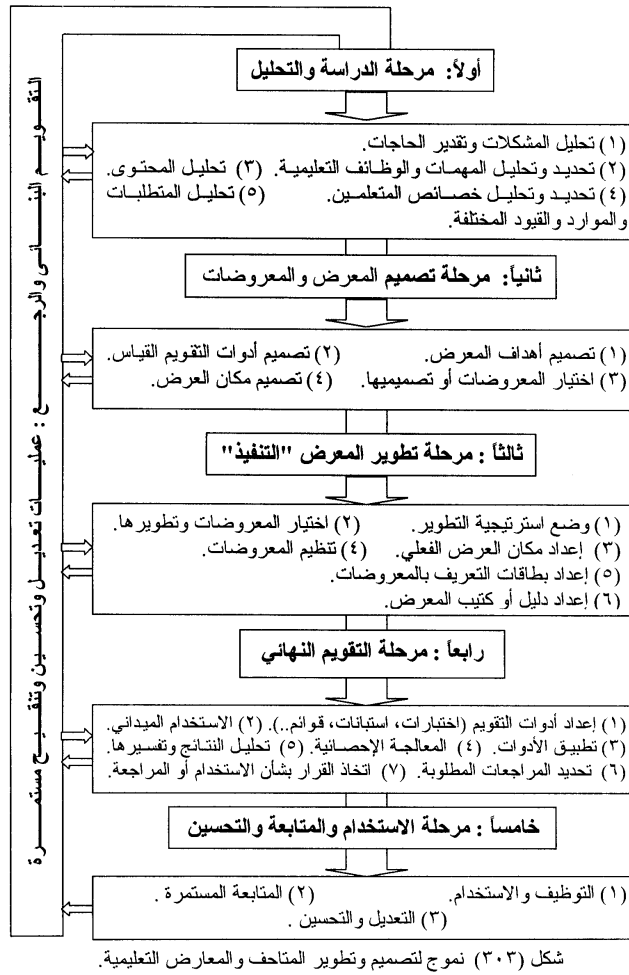 أولاً: مرحلة الدراسة والتحليل
(١) تحليل المشكلات وتقدير الحاجات.
(٢) تحديد وتحليل المهمات والوظائف التعليمية. (٣) تحليل المحتوى.
(٤) تحديد وتحليل خصائص المتعلمين. (٥) تحليل المتطلبات
والموارد والقيود المختلفة.
ثانياً: مرحلة تصميم المعرض والمعروضات
(١) تصميم أهداف المعرض. (٢) تصميم أدوات التقويم القياس.
(٣) اختيار المعروضات أو تصميميها. (٤) تصميم مكان العرض.
ثالثاً : مرحلة تطوير المعرض "التنفيذ"
(١) وضع استرتيجية التطوير. (٢) اختيار المعروضات وتطويرها.
(٣) إعداد مكان العرض الفعلي. (٤) تنظيم المعروضات.
(٥) إعداد بطاقات التعريف بالمعروضات.
(٦) إعداد دليل أو كتيب المعرض.
رابعاً : مرحلة التقويم النهائي
(١) إعداد أدوات التقويم (اختبارات، استبانات، قوائم..). (٢) الاستخدام الميداني.
(٣) تطبيق الأدوات. (٤) المعالجة الإحصائية. (٥) تحليل النتائج وتفسيرها.
(٦) تحديد المراجعات المطلوبة. (٧) اتخاذ القرار بشأن الاستخدام أو المراجعة.
خامساً : مرحلة الاستخدام والمتابعة والتحسين
(١) التوظيف والاستخدام. (٢) المتابعة المستمرة .
(٣) التعديل والتحسين .
التقويم البنائى والرجع : عمليات تعديل وتحسين وتنقيح مستمرة
شكل (٣٠٣) نموج لتصميم وتطوير المتاحف والمعارض التعليمية.